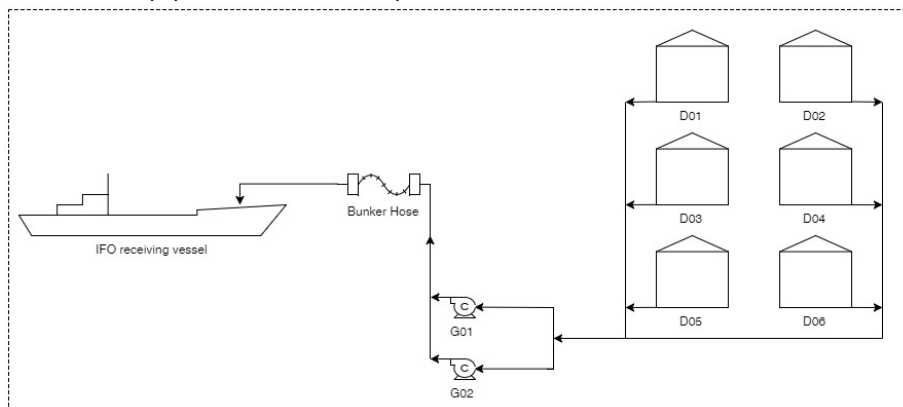 D01
D02
D03
D04
Bunker Hose
IFO receiving vessel
D05
D06
C
G01
C
G02